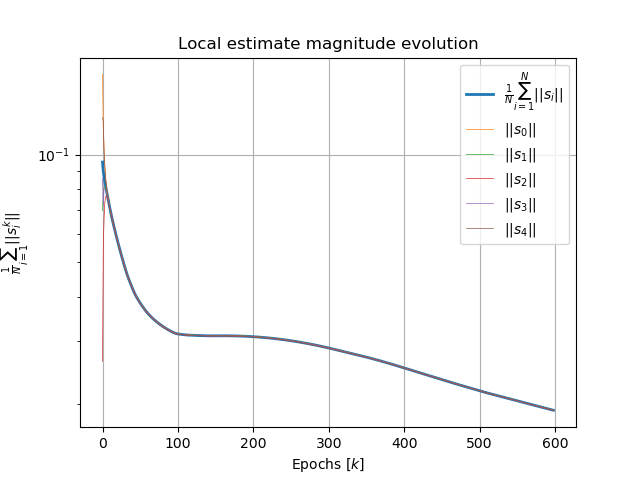 Local estimate magnitude evolution
$\frac{1}{N}\sum_{i=1}^{N}||s_i||$
$||s_0||$
$||s_1||$
$||s_2||$
$||s_3||$
$||s_4||$
$10^{-1}$
$\frac{1}{N}\sum_{i=1}^{N}||s_i^k||$
0 100 200 300 400 500 600
Epochs [$k$]